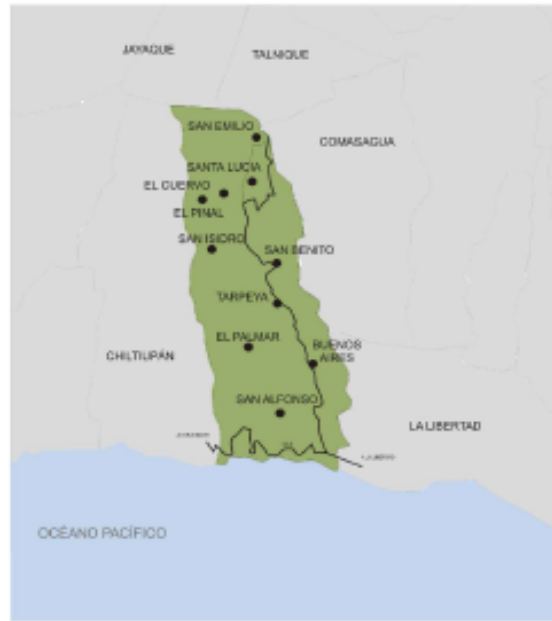 JAYAQUE
TALNIQUE
SAN EMILIO
COMASAGUA
SANTA LUCIA
EL CUERVO
EL PINAL
SAN ISIDRO
SAN BENITO
TARPEYA
EL PALMAR
BUENOS
AIRES
CHILTIUPÁN
SAN ALFONSO
LA LIBERTAD
OCÉANO PACÍFICO